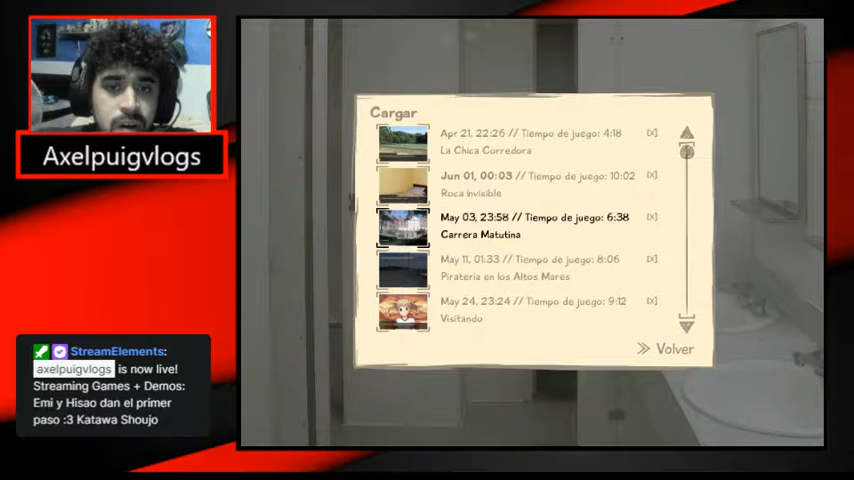 Axelpuigvlogs
StreamElements:
axelpuigvlogs is now live!
Streaming Games + Demos:
Emi y Hisao dan el primer
paso :3 Katawa Shoujo
Cargar
Apr 21, 22:26 // Tiempo de juego: 4:18
La Chica Corredora
Jun 01, 00:03 // Tiempo de juego: 10:02
Roca Invisible
May 03, 23:58 // Tiempo de juego: 6:38
Carrera Matutina
May 11, 01:33 // Tiempo de juego: 8:06
Pirateria en los Altos Mares
May 24, 23:24 // Tiempo de juego: 9:12
Visitando
Volver